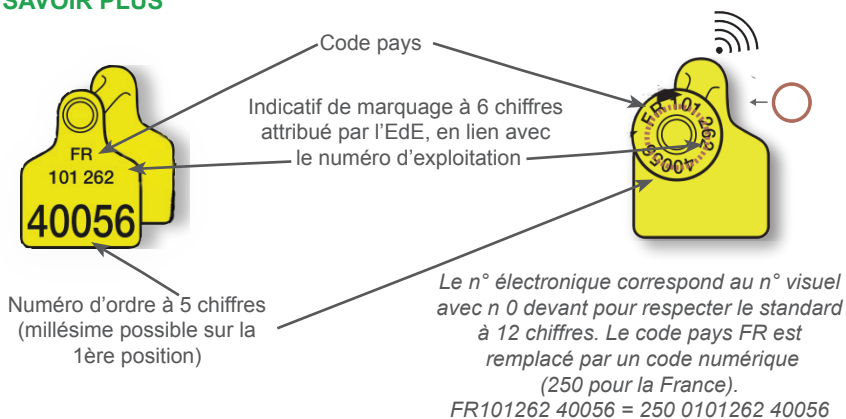 SAVOIR PLUS
Code pays
Indicatif de marquage à 6 chiffres
attribué par l'EdE, en lien avec
le numéro d'exploitation
FR
101 262
40056
FR 101 262
40056
Numéro d'ordre à 5 chiffres
(millésime possible sur la
1ère position)
Le n° électronique correspond au n° visuel
avec n 0 devant pour respecter le standard
à 12 chiffres. Le code pays FR est
remplacé par un code numérique
(250 pour la France).
FR101262 40056 = 250 0101262 40056